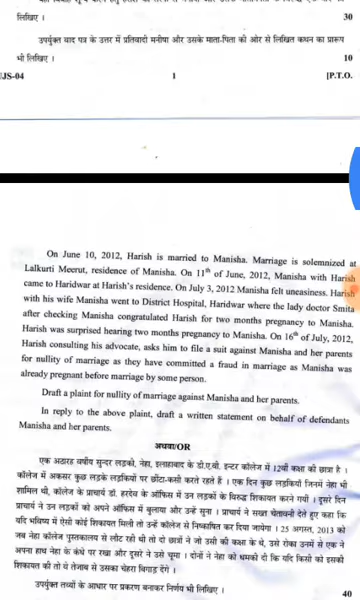 लिखिए । 30
उपर्युक्त वाद पत्र के उत्तर में प्रतिवादी मनीषा और उसके माता-पिता की ओर से लिखित कथन का प्रारूप
भी लिखिए । 10
JS-04 1 [P.T.O.
On June 10, 2012, Harish is married to Manisha. Marriage is solemnized at
Lalkurti Meerut, residence of Manisha. On 11th of June, 2012, Manisha with Harish
came to Haridwar at Harish's residence. On July 3, 2012 Manisha felt uneasiness. Harish
with his wife Manisha went to District Hospital, Haridwar where the lady doctor Smita
after checking Manisha congratulated Harish for two months pregnancy to Manisha.
Harish was surprised hearing two months pregnancy to Manisha. On 16th of July, 2012,
Harish consulting his advocate, asks him to file a suit against Manisha and her parents
for nullity of marriage as they have committed a fraud in marriage as Manisha was
already pregnant before marriage by some person.
Draft a plaint for nullity of marriage against Manisha and her parents.
In reply to the above plaint, draft a written statement on behalf of defendants
Manisha and her parents.
अथवा/OR
एक अठारह वर्षीय सुन्दर लड़की, नेहा, इलाहाबाद के डी.ए.वी. इन्टर कॉलेज में 12वीं कक्षा की छात्रा है ।
कॉलेज में अकसर कुछ लड़के लड़कियों पर छींटा-कसी करते रहते हैं । एक दिन कुछ लड़कियाँ जिनमें नेहा भी
शामिल थी, कॉलेज के प्राचार्य डॉ. हरदेव के ऑफिस में उन लड़कों के विरुद्ध शिकायत करने गयी । दूसरे दिन
प्राचार्य ने उन लड़कों को अपने ऑफिस में बुलाया और उन्हें सुना । प्राचार्य ने सख्त चेतावनी देते हुए कहा कि
यदि भविष्य में ऐसी कोई शिकायत मिली तो उन्हें कॉलेज से निष्कासित कर दिया जायेगा । 25 अगस्त, 2013 को
जब नेहा कॉलेज पुस्तकालय से लौट रही थी तो दो छात्रों ने जो उसी की कक्षा के थे, उसे रोका उनमें से एक ने
अपना हाथ नेहा के कंधे पर रखा और दूसरे ने उसे चूमा । दोनों ने नेहा को धमकी दी कि यदि किसी को इसकी
शिकायत की तो वे तेजाब से उसका चेहरा बिगाड़ देंगे ।
उपर्युक्त तथ्यों के आधार पर प्रकरण बनाकर निर्णय भी लिखिए । 40